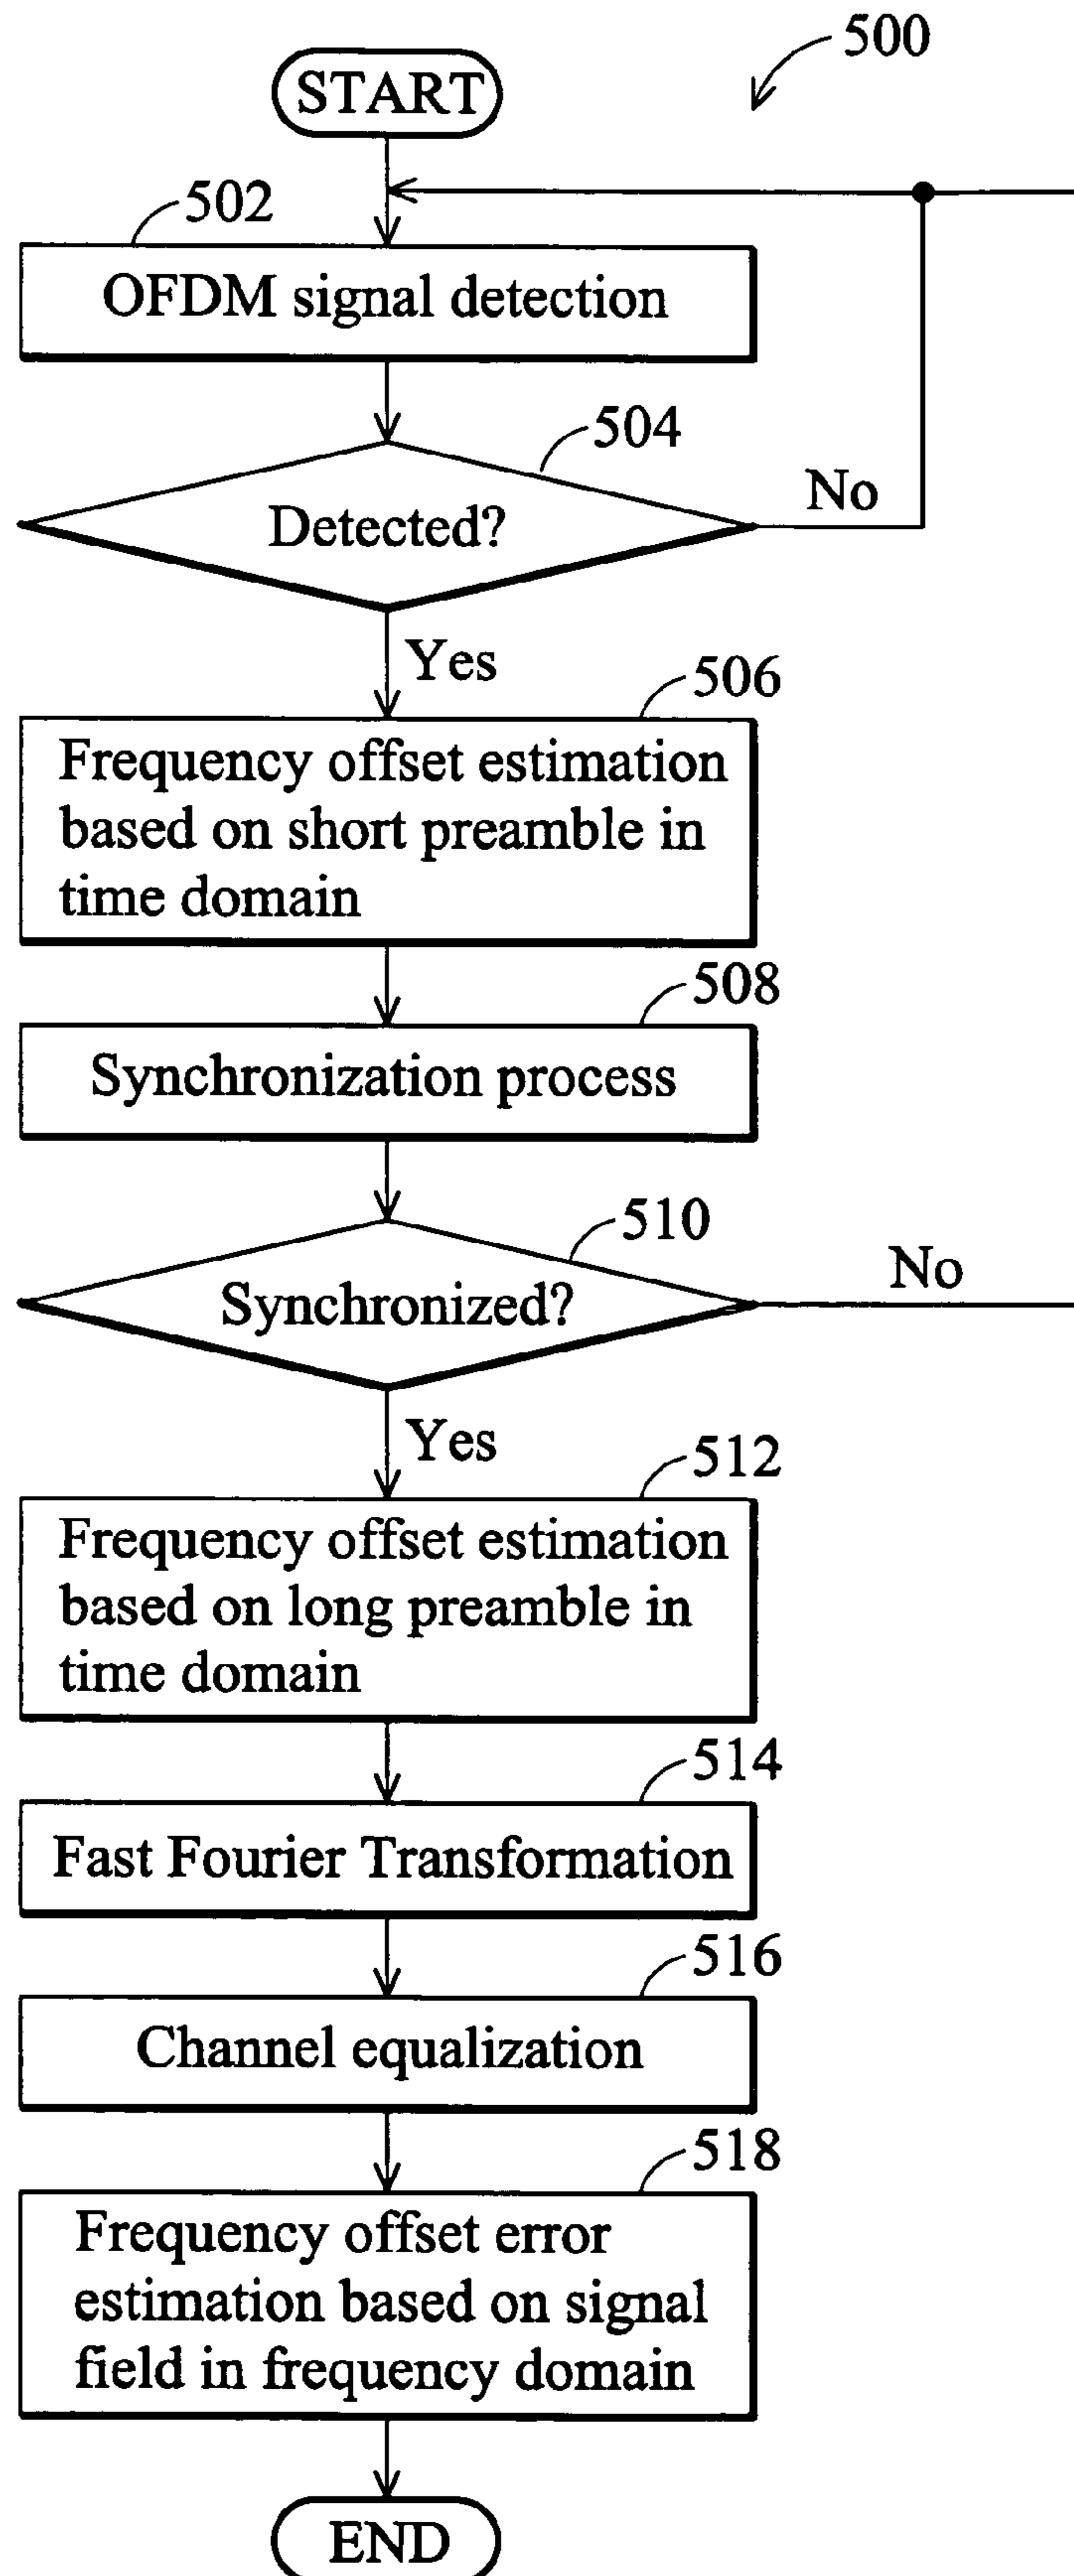 500
START
502
OFDM signal detection
504
Detected?
No
Yes
506
Frequency offset estimation
based on short preamble in
time domain
508
Synchronization process
510
Synchronized?
No
Yes
512
Frequency offset estimation
based on long preamble in
time domain
514
Fast Fourier Transformation
516
Channel equalization
518
Frequency offset error
estimation based on signal
field in frequency domain
END